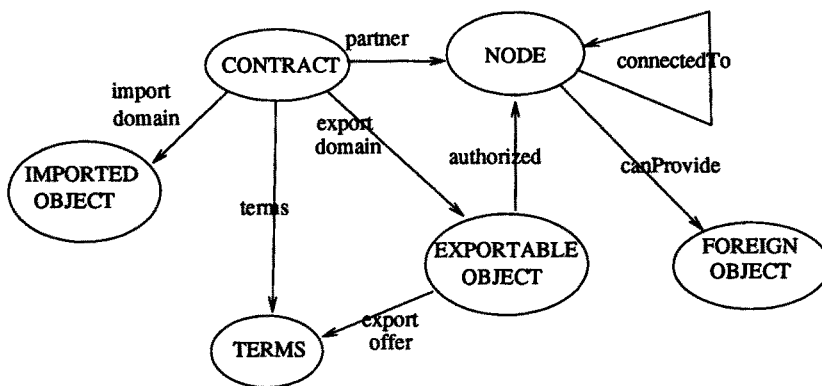 partner
NODE
CONTRACT
connectedTo
import
domain
export
domain
authorized
canProvide
IMPORTED
OBJECT
terms
EXPORTABLE
OBJECT
FOREIGN
OBJECT
export
offer
TERMS